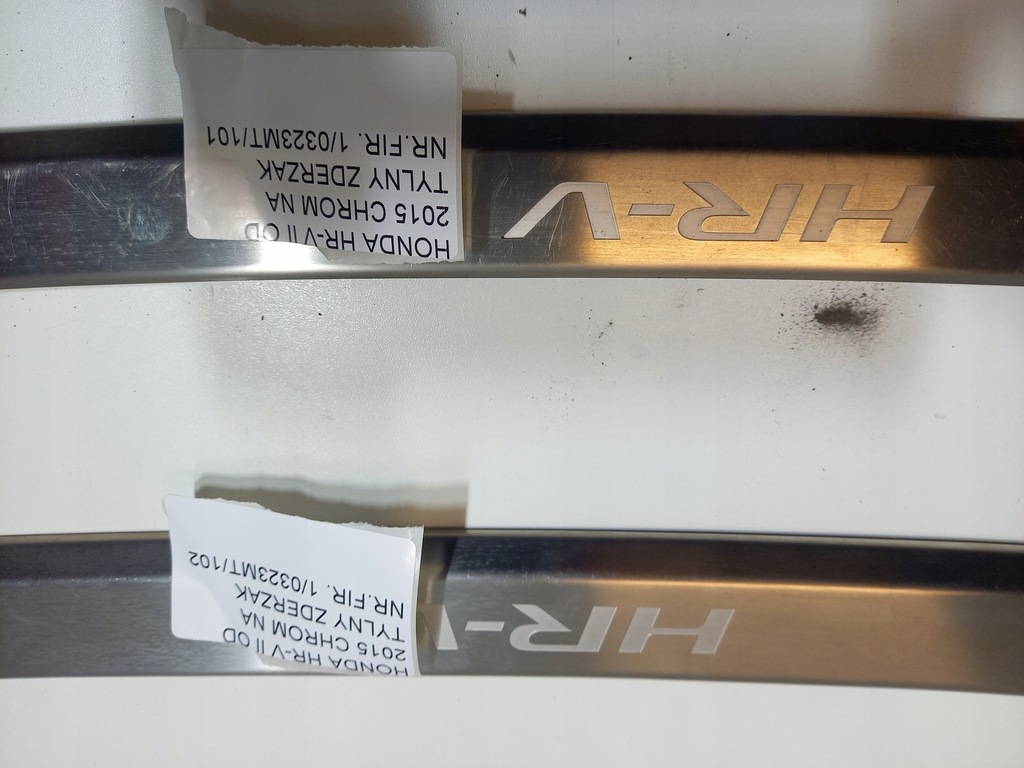 HR-
HONDA HR-V II OD
2015 CHROM NA
TYLNY ZDERZAK
NR.FIR. 1/0323MT/102
HR-V
HONDA HR-V II OD
2015 CHROM NA
TYLNY ZDERZAK
NR.FIR. 1/0323MT/101